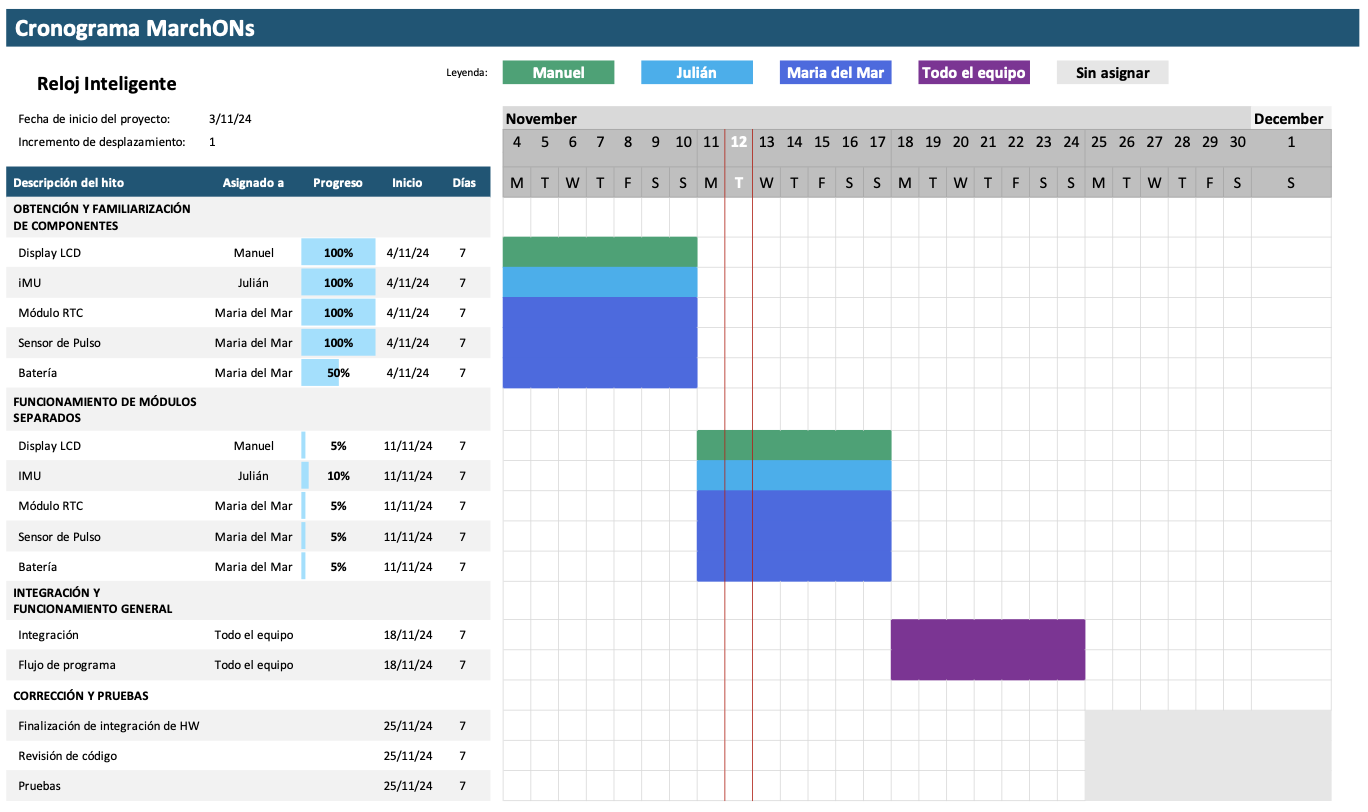 Cronograma MarchONs
Reloj Inteligente
Leyenda: Manuel Julián Maria del Mar Todo el equipo Sin asignar
Fecha de inicio del proyecto: 3/11/24
Incremento de desplazamiento: 1
November December
4 5 6 7 8 9 10 11 12 13 14 15 16 17 18 19 20 21 22 23 24 25 26 27 28 29 30 1
Descripción del hito Asignado a Progreso Inicio Días M T W T F S S M T W T F S S M T W T F S S M T W T F S S
OBTENCIÓN Y FAMILIARIZACIÓN
DE COMPONENTES
Display LCD Manuel 100% 4/11/24 7
iMU Julián 100% 4/11/24 7
Módulo RTC Maria del Mar 100% 4/11/24 7
Sensor de Pulso Maria del Mar 100% 4/11/24 7
Batería Maria del Mar 50% 4/11/24 7
FUNCIONAMIENTO DE MÓDULOS
SEPARADOS
Display LCD Manuel 5% 11/11/24 7
IMU Julián 10% 11/11/24 7
Módulo RTC Maria del Mar 5% 11/11/24 7
Sensor de Pulso Maria del Mar 5% 11/11/24 7
Batería Maria del Mar 5% 11/11/24 7
INTEGRACIÓN Y
FUNCIONAMIENTO GENERAL
Integración Todo el equipo 18/11/24 7
Flujo de programa Todo el equipo 18/11/24 7
CORRECCIÓN Y PRUEBAS
Finalización de integración de HW 25/11/24 7
Revisión de código 25/11/24 7
Pruebas 25/11/24 7